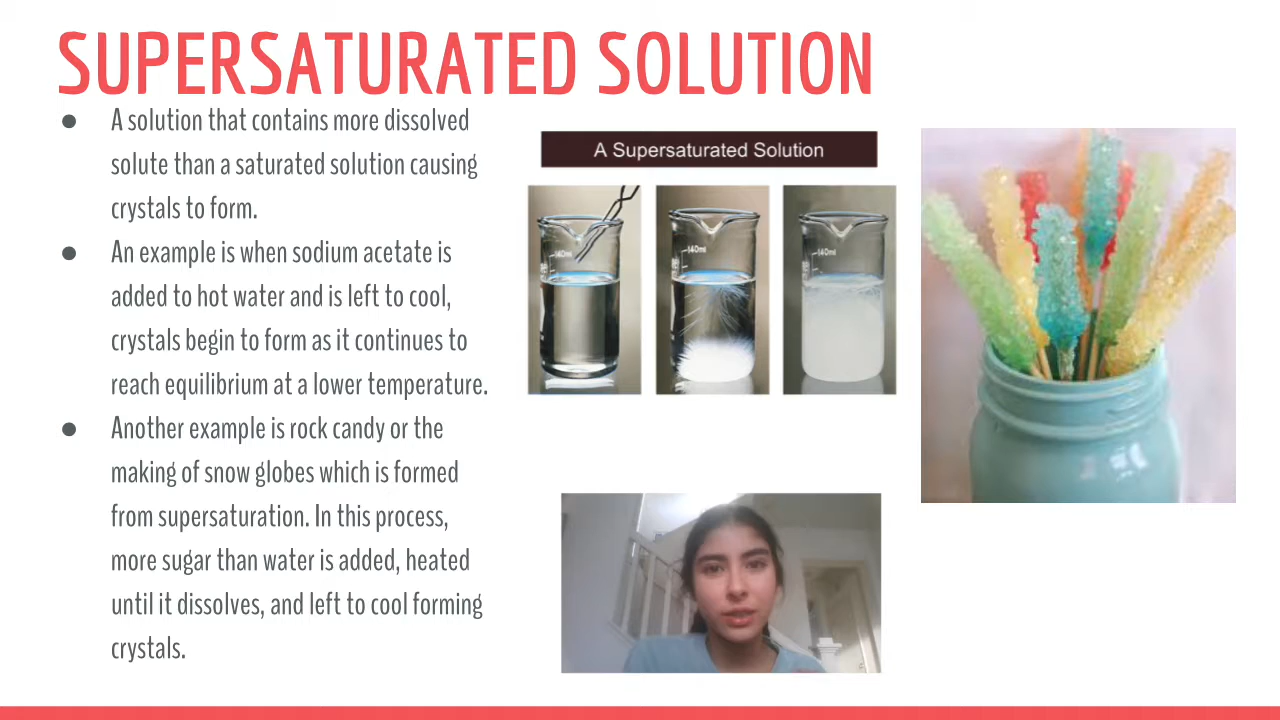 SUPERSATURATED SOLUTION
● A solution that contains more dissolved
solute than a saturated solution causing
crystals to form.
● An example is when sodium acetate is
added to hot water and is left to cool,
crystals begin to form as it continues to
reach equilibrium at a lower temperature.
● Another example is rock candy or the
making of snow globes which is formed
from supersaturation. In this process,
more sugar than water is added, heated
until it dissolves, and left to cool forming
crystals.
A Supersaturated Solution
140ml
140ml
140ml